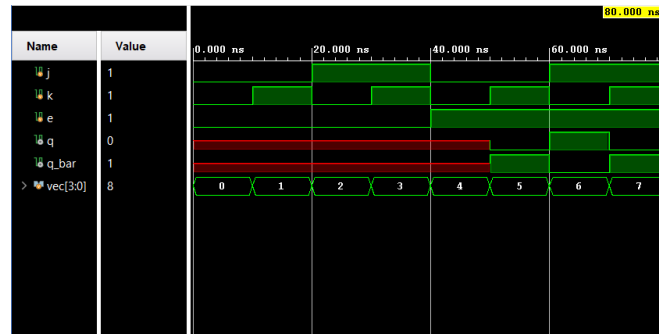 80.000 ns
Name Value 0.000 ns 20.000 ns 40.000 ns 60.000 ns
j 1
k 1
e 1
q 0
q_bar 1
> vec[3:0] 8 0 1 2 3 4 5 6 7